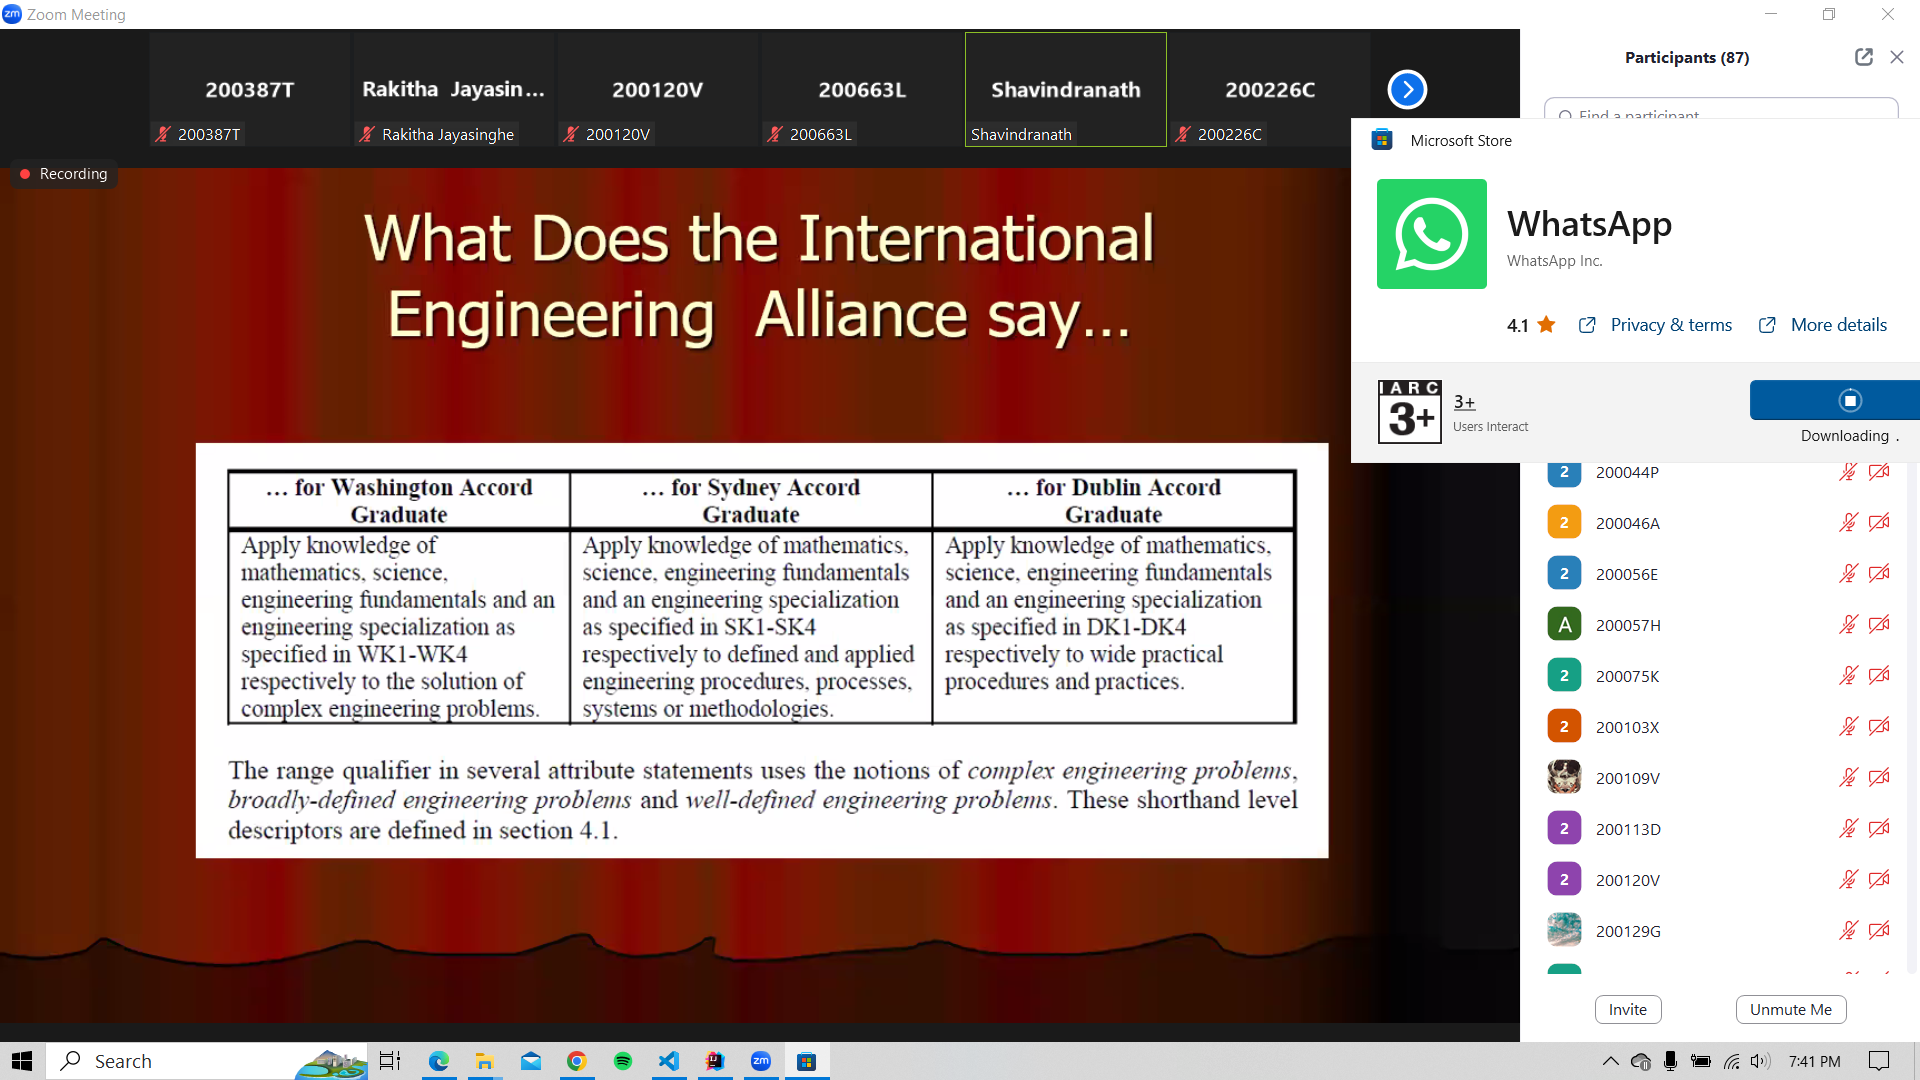 Zoom Meeting
200387T
Rakitha Jayasin...
200120V
200663L
Shavindranath
200226C
200387T
Rakitha Jayasinghe
200120V
200663L
Shavindranath
200226C
Recording
What Does the International
Engineering Alliance say...
... for Washington Accord
Graduate
... for Sydney Accord
Graduate
... for Dublin Accord
Graduate
Apply knowledge of
mathematics, science,
engineering fundamentals and an
engineering specialization as
specified in WK1-WK4
respectively to the solution of
complex engineering problems.
Apply knowledge of mathematics,
science, engineering fundamentals
and an engineering specialization
as specified in SK1-SK4
respectively to defined and applied
engineering procedures, processes,
systems or methodologies.
Apply knowledge of mathematics,
science, engineering fundamentals
and an engineering specialization
as specified in DK1-DK4
respectively to wide practical
procedures and practices.
The range qualifier in several attribute statements uses the notions of complex engineering problems,
broadly-defined engineering problems and well-defined engineering problems. These shorthand level
descriptors are defined in section 4.1.
Participants (87)
Find a participant
Microsoft Store
WhatsApp
WhatsApp Inc.
4.1
Privacy & terms
More details
IARC
3+
3+
Users Interact
Downloading .
2
200044P
2
200046A
2
200056E
A
200057H
2
200075K
2
200103X
200109V
2
200113D
2
200120V
200129G
Invite
Unmute Me
Search
zm
7:41 PM